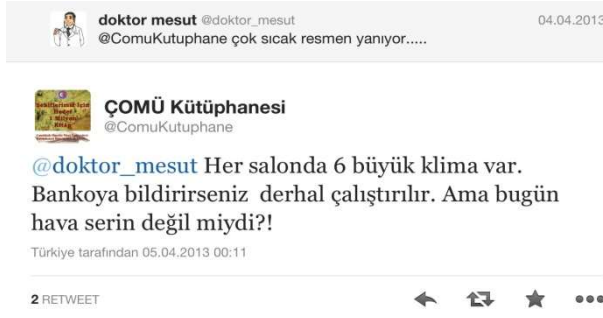 doktor mesut @doktor_mesut 04.04.2013
@ComuKutuphane çok sıcak resmen yanıyor.....
ÇOMÜ Kütüphanesi
@ComuKutuphane
@doktor_mesut Her salonda 6 büyük klima var.
Bankoya bildirirseniz derhal çalıştırılır. Ama bugün
hava serin değil miydi?!
Türkiye tarafından 05.04.2013 00:11
2 RETWEET